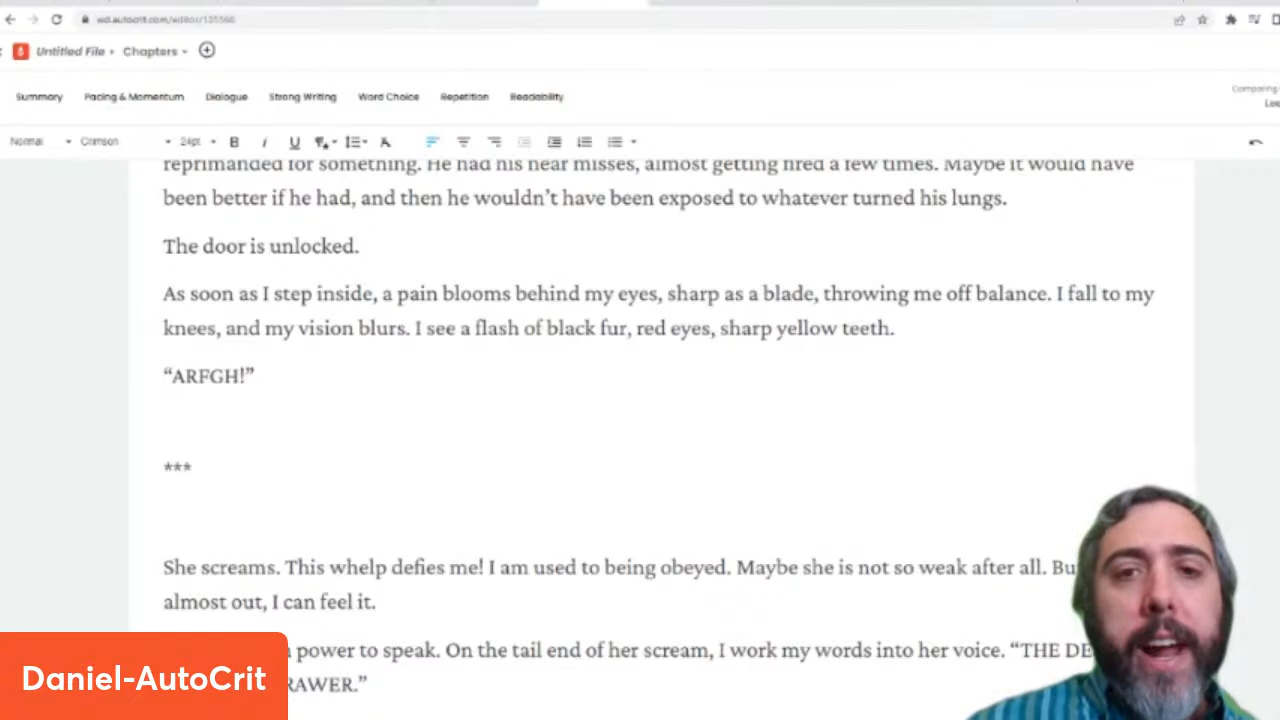 wd.autocrit.com/editor/135566
Untitled File
Chapters
Summary Pacing & Momentum Dialogue Strong Writing Word Choice Repetition Readability
Comparing
Normal Crimson 24pt B i U A
reprimanded for something. He had his near misses, almost getting fired a few times. Maybe it would have
been better if he had, and then he wouldn’t have been exposed to whatever turned his lungs.
The door is unlocked.
As soon as I step inside, a pain blooms behind my eyes, sharp as a blade, throwing me off balance. I fall to my
knees, and my vision blurs. I see a flash of black fur, red eyes, sharp yellow teeth.
“ARFGH!”
***
She screams. This whelp defies me! I am used to being obeyed. Maybe she is not so weak after all. Bu
almost out, I can feel it.
power to speak. On the tail end of her scream, I work my words into her voice. “THE DE
RAWER.”
Daniel-AutoCrit